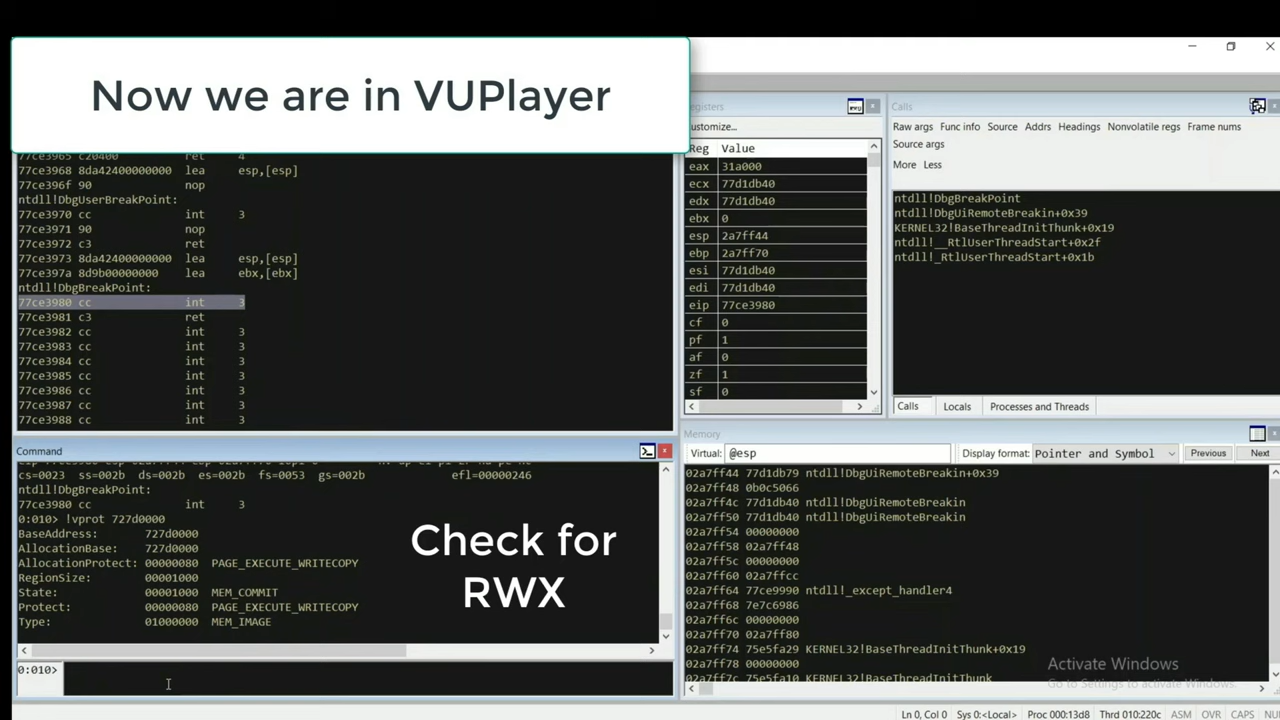 Now we are in VUPlayer
77ce3965 c20400 ret 4
77ce3968 8da42400000000 lea esp,[esp]
77ce396f 90 nop
ntdll!DbgUserBreakPoint:
77ce3970 cc int 3
77ce3971 90 nop
77ce3972 c3 ret
77ce3973 8da42400000000 lea esp,[esp]
77ce397a 8d9b00000000 lea ebx,[ebx]
ntdll!DbgBreakPoint:
77ce3980 cc int 3
77ce3981 c3 ret
77ce3982 cc int 3
77ce3983 cc int 3
77ce3984 cc int 3
77ce3985 cc int 3
77ce3986 cc int 3
77ce3987 cc int 3
77ce3988 cc int 3
Reg Value
eax 31a000
ecx 77d1db40
edx 77d1db40
ebx 0
esp 2a7ff44
ebp 2a7ff70
esi 77d1db40
edi 77d1db40
eip 77ce3980
cf 0
pf 1
af 0
zf 1
sf 0
Calls
Raw args Func info Source Addrs Headings Nonvolatile regs Frame nums
Source args
More Less
ntdll!DbgBreakPoint
ntdll!DbgUiRemoteBreakin+0x39
KERNEL32!BaseThreadInitThunk+0x19
ntdll!__RtlUserThreadStart+0x2f
ntdll!_RtlUserThreadStart+0x1b
Calls Locals Processes and Threads
Command
cs=0023 ss=002b ds=002b es=002b fs=0053 gs=002b efl=00000246
ntdll!DbgBreakPoint:
77ce3980 cc int 3
0:010> !vprot 727d0000
BaseAddress: 727d0000
AllocationBase: 727d0000
AllocationProtect: 00000080 PAGE_EXECUTE_WRITECOPY
RegionSize: 00001000
State: 00001000 MEM_COMMIT
Protect: 00000080 PAGE_EXECUTE_WRITECOPY
Type: 01000000 MEM_IMAGE
0:010>
Check for
RWX
Memory
Virtual: @esp Display format: Pointer and Symbol Previous Next
02a7ff44 77d1db79 ntdll!DbgUiRemoteBreakin+0x39
02a7ff48 0b0c5066
02a7ff4c 77d1db40 ntdll!DbgUiRemoteBreakin
02a7ff50 77d1db40 ntdll!DbgUiRemoteBreakin
02a7ff54 00000000
02a7ff58 02a7ff48
02a7ff5c 00000000
02a7ff60 02a7ffcc
02a7ff64 77ce9990 ntdll!_except_handler4
02a7ff68 7e7c6986
02a7ff6c 00000000
02a7ff70 02a7ff80
02a7ff74 75e5fa29 KERNEL32!BaseThreadInitThunk+0x19
02a7ff78 00000000
02a7ff7c 75e5fa10 KERNEL32!BaseThreadInitThunk
Activate Windows
Go to Settings to activate Windows.
Ln 0, Col 0 Sys 0:<Local> Proc 000:13d8 Thrd 010:220c ASM OVR CAPS